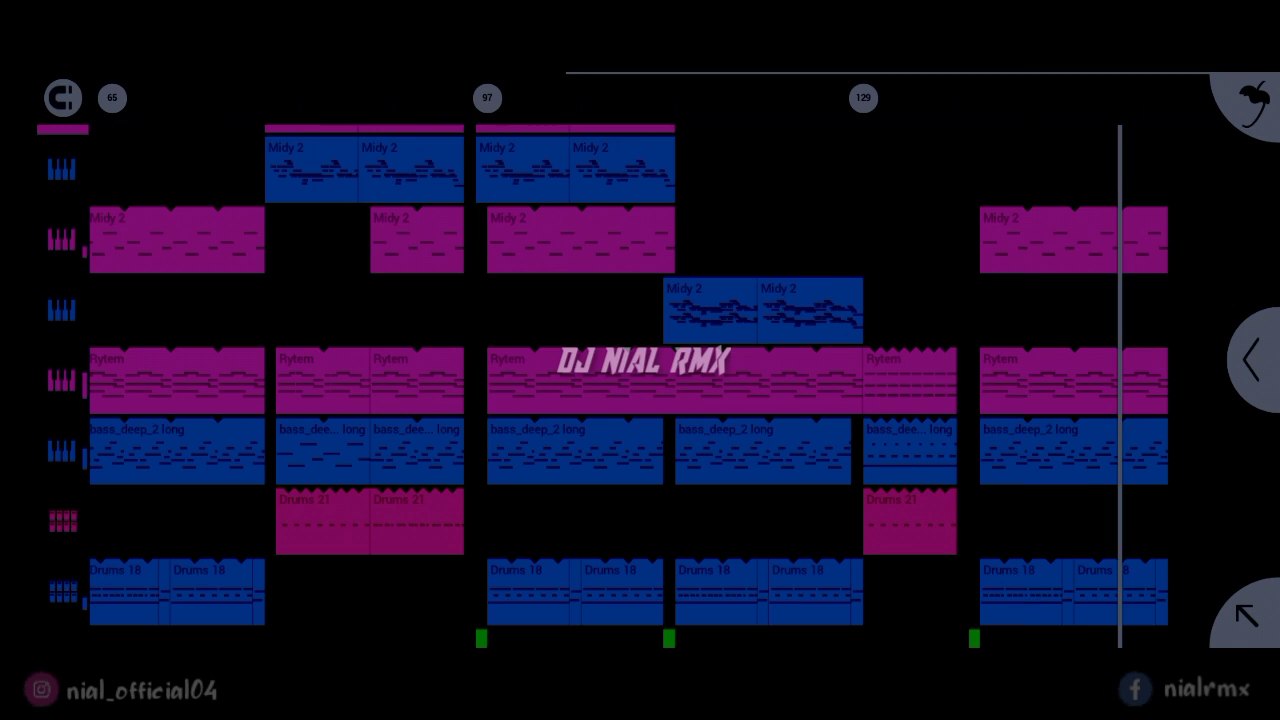 65 97 129
Midy 2 Midy 2 Midy 2 Midy 2
Midy 2 Midy 2 Midy 2 Midy 2
Midy 2 Midy 2
Rytem Rytem Rytem Rytem Rytem
DJ NIAL RMX
bass_deep_2 long bass_dee... long bass_dee... long bass_deep_2 long bass_deep_2 long bass_dee... long bass_deep_2 long
Drums 21 Drums 21 Drums 21
Drums 18 Drums 18 Drums 18 Drums 18 Drums 18 Drums 18 Drums 18 Drums 18
nial_official04 nialrmx